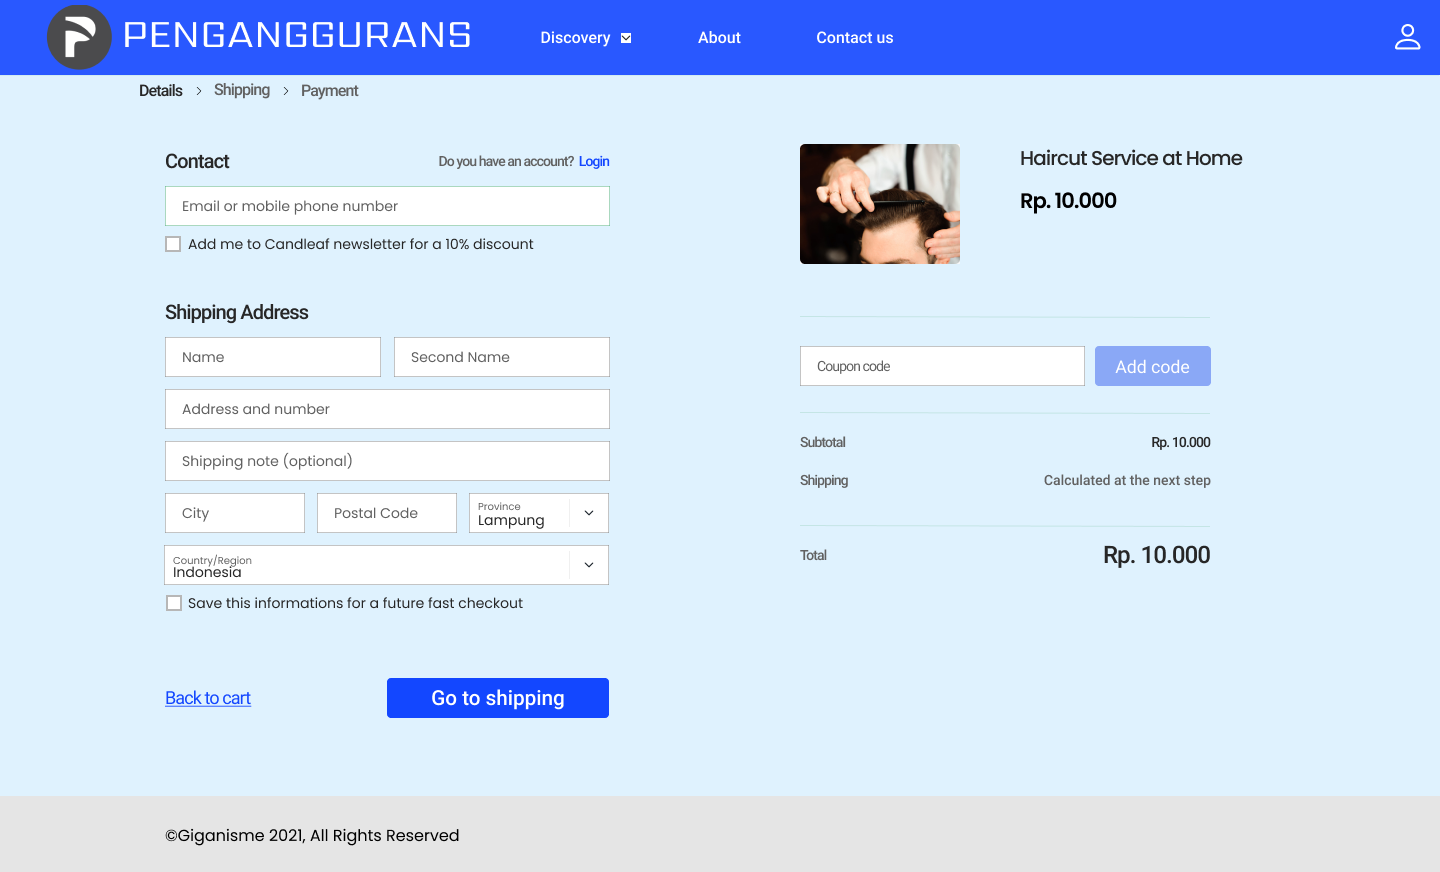 PENGANGGURANS
Discovery
About
Contact us
Details
Shipping
Payment
Contact
Do you have an account? Login
Email or mobile phone number
Add me to Candleaf newsletter for a 10% discount
Shipping Address
Name
Second Name
Address and number
Shipping note (optional)
City
Postal Code
Province
Lampung
Country/Region
Indonesia
Save this informations for a future fast checkout
Back to cart
Go to shipping
Haircut Service at Home
Rp. 10.000
Coupon code
Add code
Subtotal
Rp. 10.000
Shipping
Calculated at the next step
Total
Rp. 10.000
©Giganisme 2021, All Rights Reserved